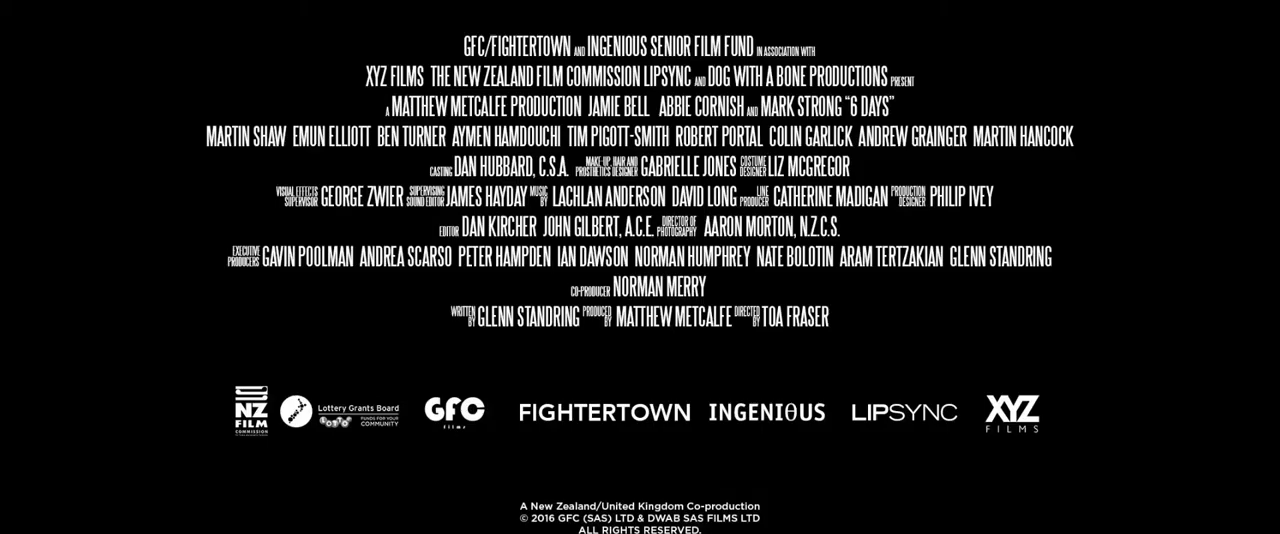 GFC/FIGHTERTOWN AND INGENIOUS SENIOR FILM FUND IN ASSOCIATION WITH
XYZ FILMS THE NEW ZEALAND FILM COMMISSION LIPSYNC AND DOG WITH A BONE PRODUCTIONS PRESENT
A MATTHEW METCALFE PRODUCTION JAMIE BELL ABBIE CORNISH AND MARK STRONG "6 DAYS"
MARTIN SHAW EMUN ELLIOTT BEN TURNER AYMEN HAMDOUCHI TIM PIGOTT-SMITH ROBERT PORTAL COLIN GARLICK ANDREW GRAINGER MARTIN HANCOCK
CASTING DAN HUBBARD, C.S.A. MAKE-UP, HAIR AND PROSTHETICS DESIGNER GABRIELLE JONES COSTUME DESIGNER LIZ MCGREGOR
VISUAL EFFECTS SUPERVISOR GEORGE ZWIER SUPERVISING SOUND EDITOR JAMES HAYDAY MUSIC BY LACHLAN ANDERSON DAVID LONG LINE PRODUCER CATHERINE MADIGAN PRODUCTION DESIGNER PHILIP IVEY
EDITOR DAN KIRCHER JOHN GILBERT, A.C.E. DIRECTOR OF PHOTOGRAPHY AARON MORTON, N.Z.C.S.
EXECUTIVE PRODUCERS GAVIN POOLMAN ANDREA SCARSO PETER HAMPDEN IAN DAWSON NORMAN HUMPHREY NATE BOLOTIN ARAM TERTZAKIAN GLENN STANDRING
CO-PRODUCER NORMAN MERRY
WRITTEN BY GLENN STANDRING PRODUCED BY MATTHEW METCALFE DIRECTED BY TOA FRASER
NZ FILM COMMISSION
Lottery Grants Board
LOTTO FUNDS FOR YOUR COMMUNITY
GFC films
FIGHTERTOWN
INGENIOUS
LIPSYNC
XYZ FILMS
A New Zealand/United Kingdom Co-production
© 2016 GFC (SAS) LTD & DWAB SAS FILMS LTD
ALL RIGHTS RESERVED.